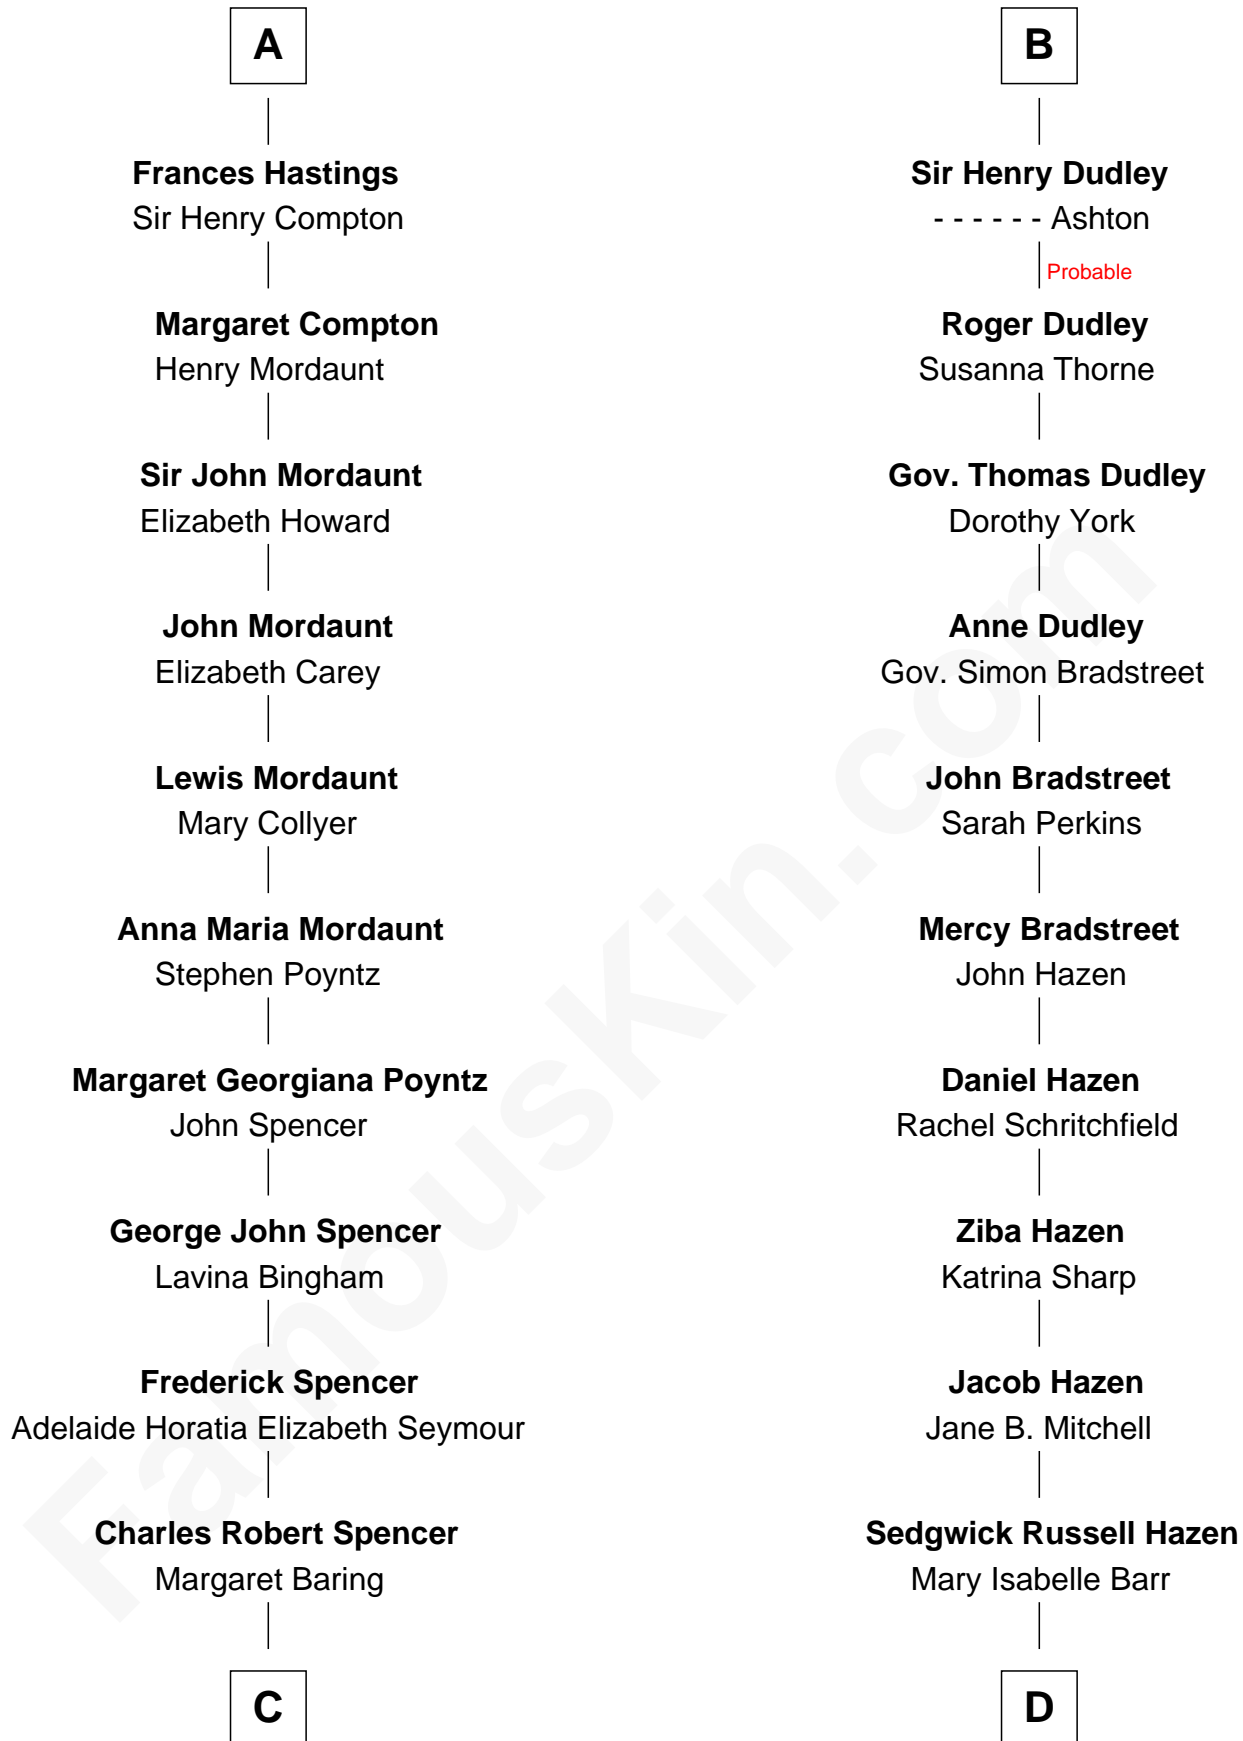 A
Frances Hastings
Sir Henry Compton
Margaret Compton
Henry Mordaunt
Sir John Mordaunt
Elizabeth Howard
John Mordaunt
Elizabeth Carey
Lewis Mordaunt
Mary Collyer
Anna Maria Mordaunt
Stephen Poyntz
Margaret Georgiana Poyntz
John Spencer
George John Spencer
Lavina Bingham
Frederick Spencer
Adelaide Horatia Elizabeth Seymour
Charles Robert Spencer
Margaret Baring
C
B
Sir Henry Dudley
- - - - - - Ashton
Probable
Roger Dudley
Susanna Thorne
Gov. Thomas Dudley
Dorothy York
Anne Dudley
Gov. Simon Bradstreet
John Bradstreet
Sarah Perkins
Mercy Bradstreet
John Hazen
Daniel Hazen
Rachel Schritchfield
Ziba Hazen
Katrina Sharp
Jacob Hazen
Jane B. Mitchell
Sedgwick Russell Hazen
Mary Isabelle Barr
D
FamousKin.com